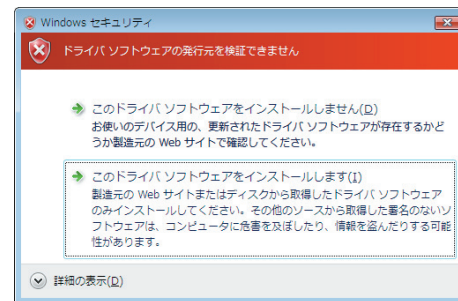 Windows セキュリティ
ドライバ ソフトウェアの発行元を検証できません
このドライバ ソフトウェアをインストールしません(D)
お使いのデバイス用の、更新されたドライバ ソフトウェアが存在するかど
うか製造元の Web サイトで確認してください。
このドライバ ソフトウェアをインストールします(I)
製造元の Web サイトまたはディスクから取得したドライバ ソフトウェア
のみインストールしてください。その他のソースから取得した署名のないソ
フトウェアは、コンピュータに危害を及ぼしたり、情報を盗んだりする可能
性があります。
詳細の表示(D)